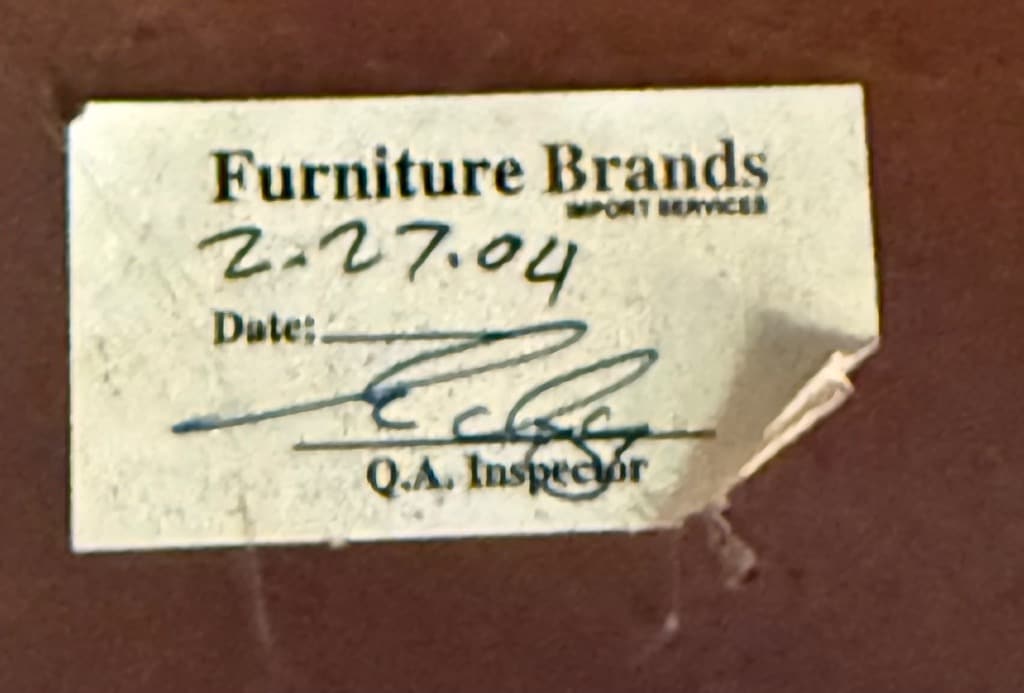 Furniture Brands
IMPORT SERVICES
2.27.04
Date:
Q.A. Inspector